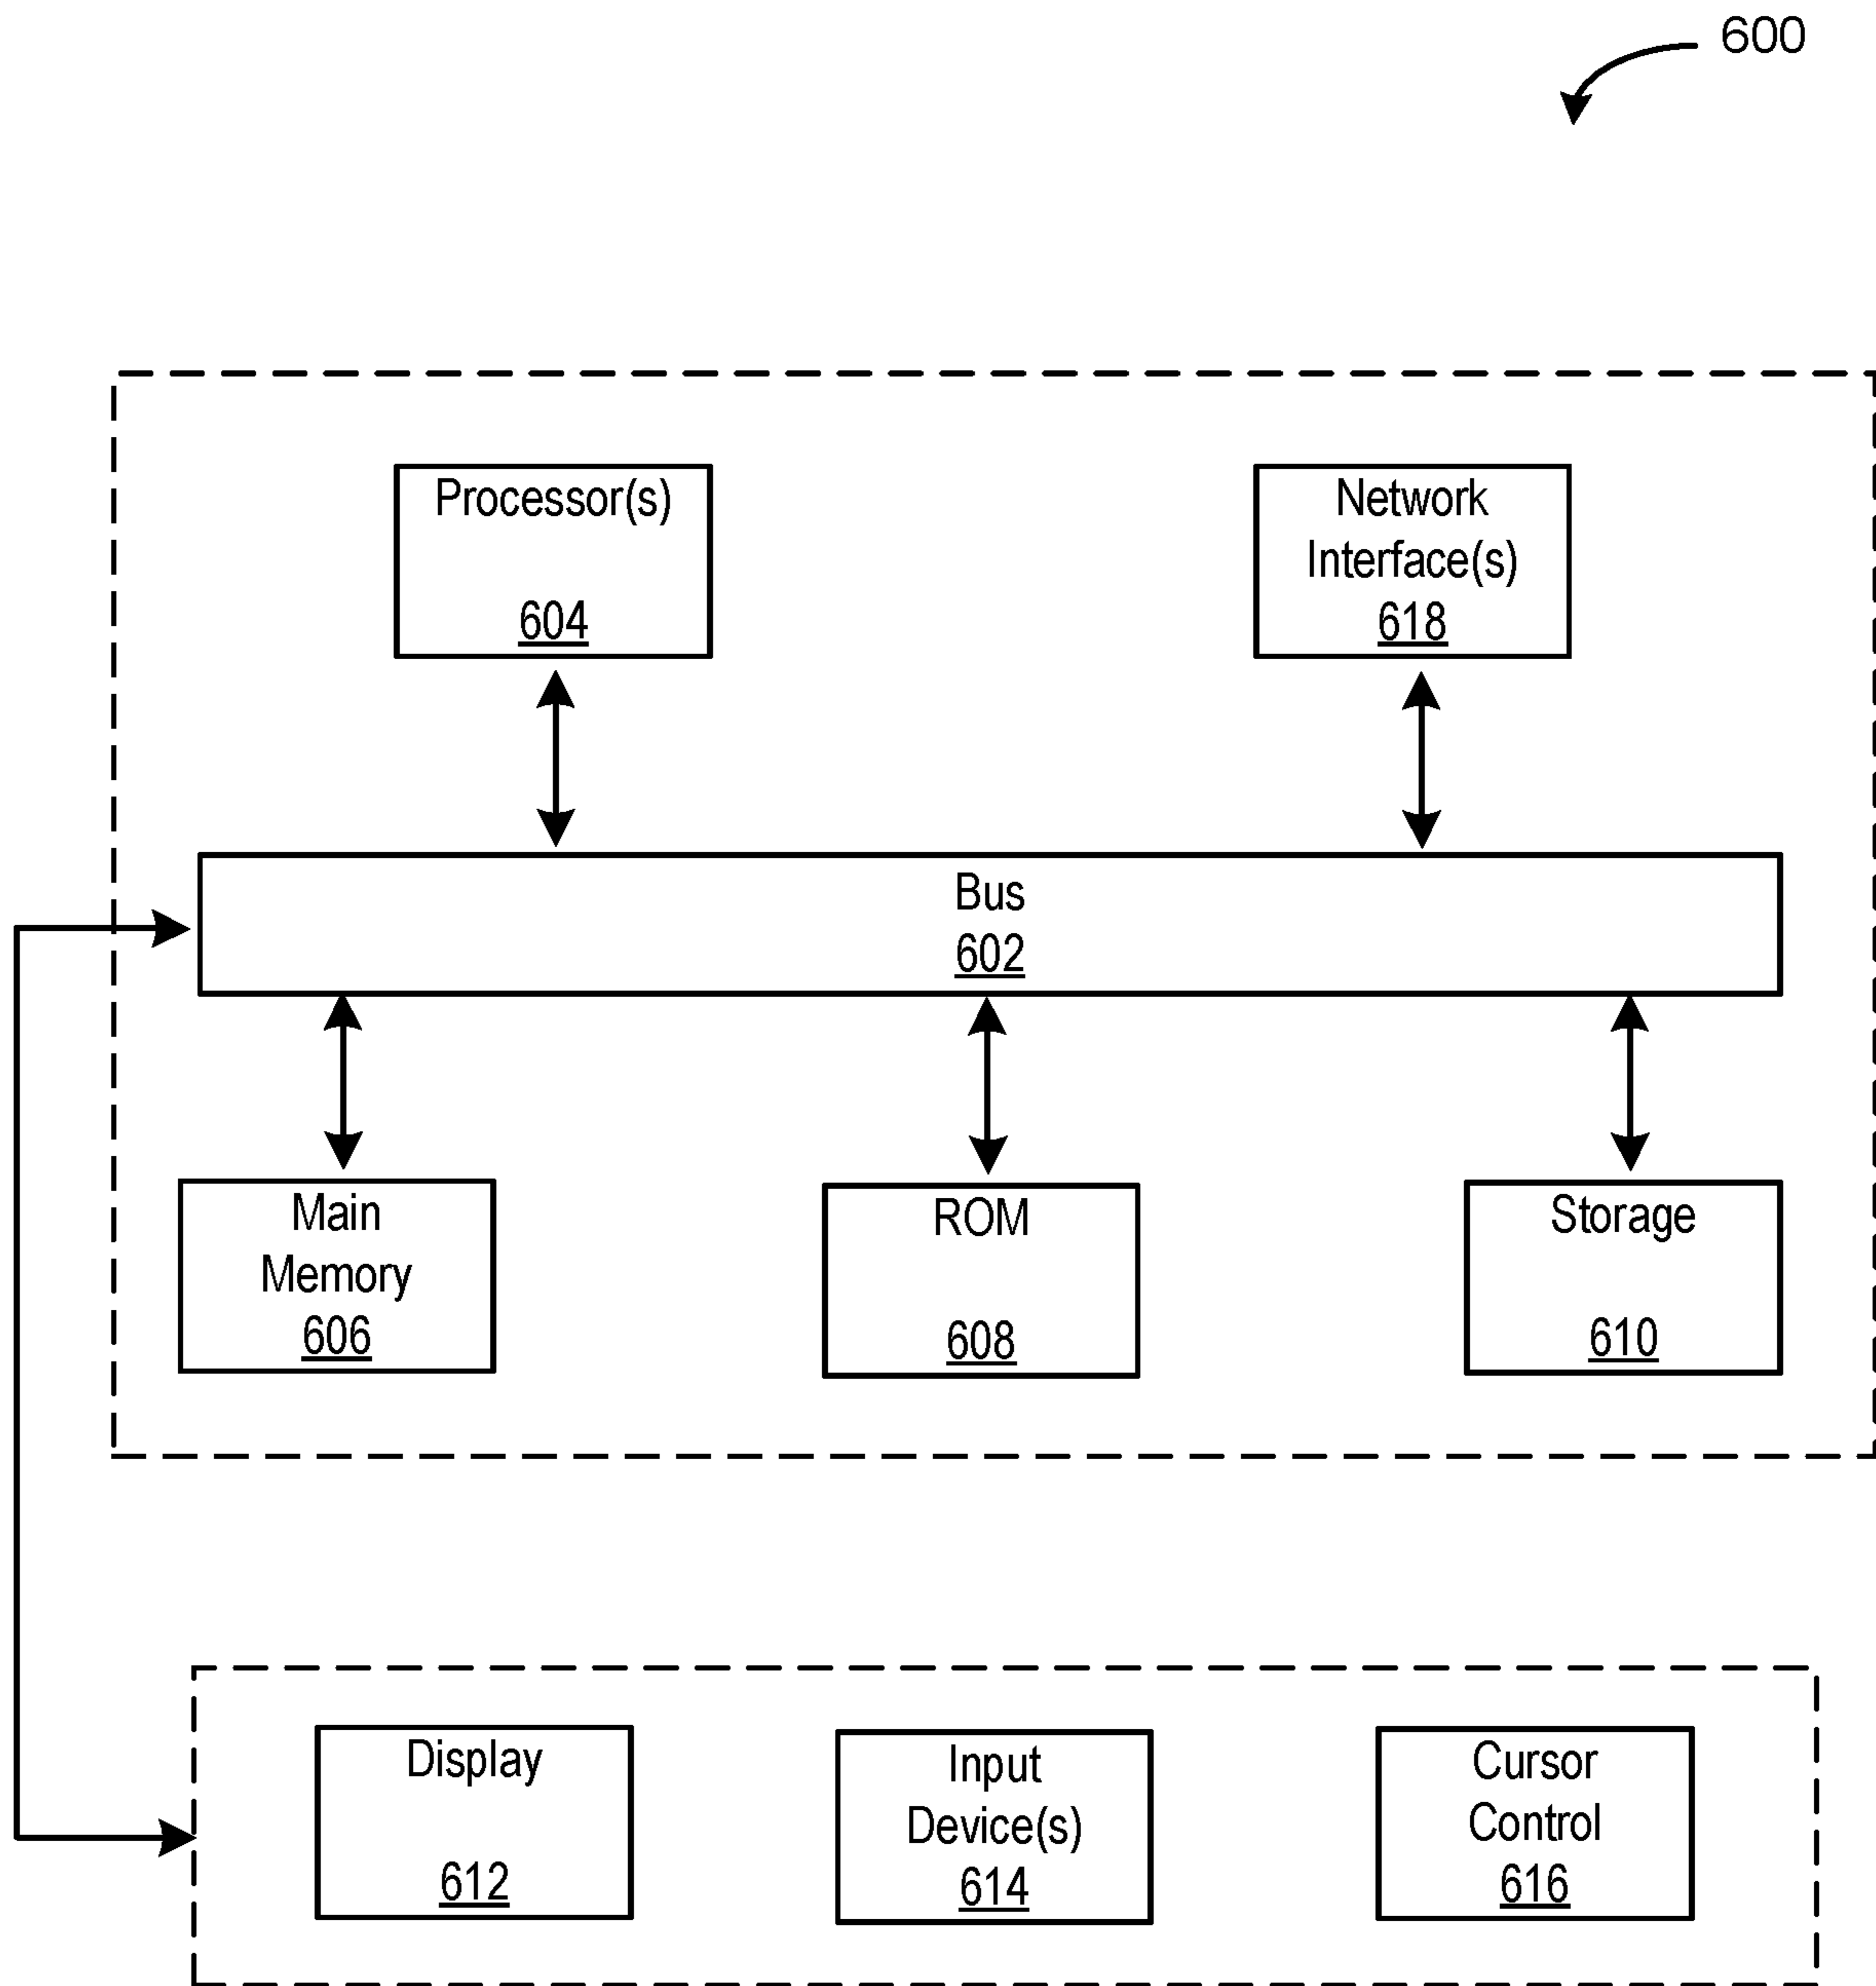 600
Processor(s)
604
Network
Interface(s)
618
Bus
602
Main
Memory
606
ROM
608
Storage
610
Display
612
Input
Device(s)
614
Cursor
Control
616